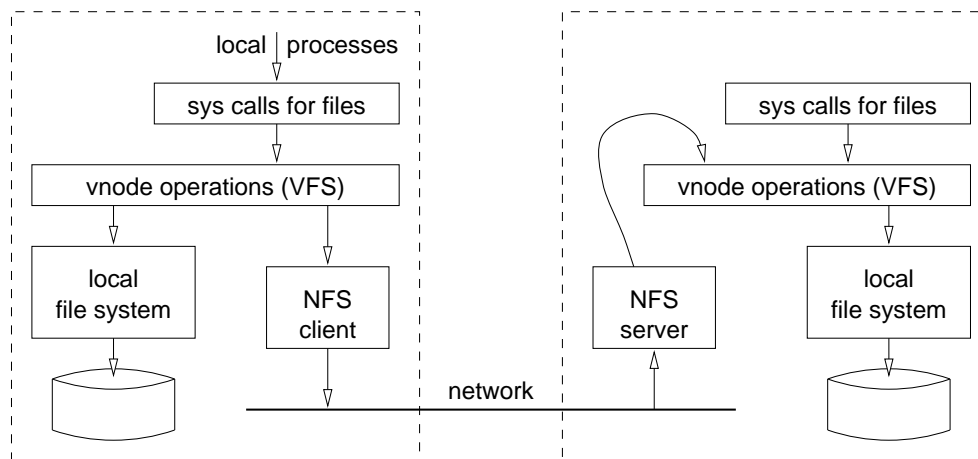 local processes
sys calls for files
vnode operations (VFS)
local
file system
NFS
client
network
sys calls for files
vnode operations (VFS)
NFS
server
local
file system